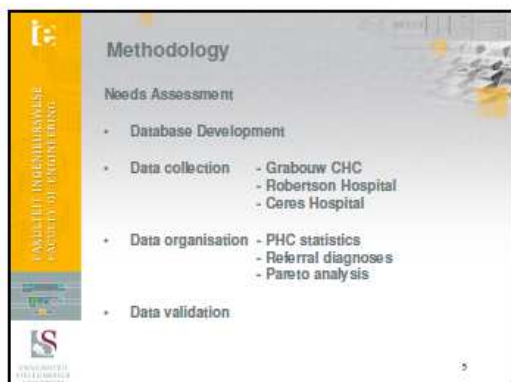 ie
Methodology
Needs Assessment
• Database Development
• Data collection - Grabouw CHC
- Robertson Hospital
- Ceres Hospital
• Data organisation - PHC statistics
- Referral diagnoses
- Pareto analysis
• Data validation
FAKULTEIT INGENIEURSWESE
FACULTY OF ENGINEERING
5